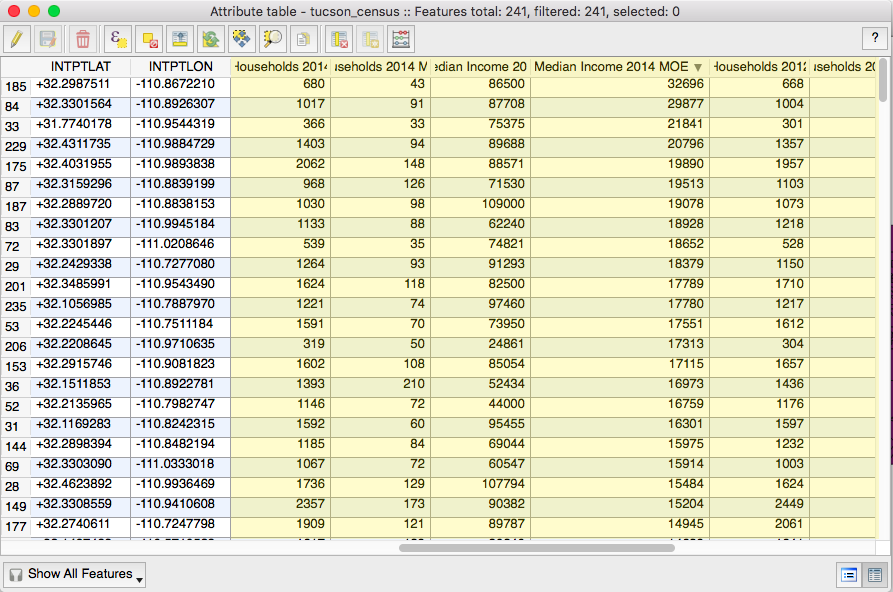 Attribute table - tucson_census :: Features total: 241, filtered: 241, selected: 0
ε ?
INTPTLAT INTPTLON Households 2014 useholds 2014 M edian Income 20 Median Income 2014 MOE ▼ Households 2012 useholds 20
185 +32.2987511 -110.8672210 680 43 86500 32696 668
84 +32.3301564 -110.8926307 1017 91 87708 29877 1004
33 +31.7740178 -110.9544319 366 33 75375 21841 301
229 +32.4311735 -110.9884729 1403 94 89688 20796 1357
175 +32.4031955 -110.9893838 2062 148 88571 19890 1957
87 +32.3159296 -110.8839199 968 126 71530 19513 1103
187 +32.2889720 -110.8838153 1030 98 109000 19078 1073
83 +32.3301207 -110.9945184 1133 88 62240 18928 1218
72 +32.3301897 -111.0208646 539 35 74821 18652 528
29 +32.2429338 -110.7277080 1264 93 91293 18379 1150
201 +32.3485991 -110.9543490 1624 118 82500 17789 1710
235 +32.1056985 -110.7887970 1221 74 97460 17780 1217
53 +32.2245446 -110.7511184 1591 70 73950 17551 1612
206 +32.2208645 -110.9710635 319 50 24861 17313 304
153 +32.2915746 -110.9081823 1602 108 85054 17115 1657
36 +32.1511853 -110.8922781 1393 210 52434 16973 1436
52 +32.2135965 -110.7982747 1146 72 44000 16759 1176
31 +32.1169283 -110.8242315 1592 60 95455 16301 1597
144 +32.2898394 -110.8482194 1185 84 69044 15975 1232
69 +32.3303090 -111.0333018 1067 72 60547 15914 1003
28 +32.4623892 -110.9936469 1736 129 107794 15484 1624
149 +32.3308559 -110.9410608 2357 173 90382 15204 2449
177 +32.2740611 -110.7247798 1909 121 89787 14945 2061
Show All Features